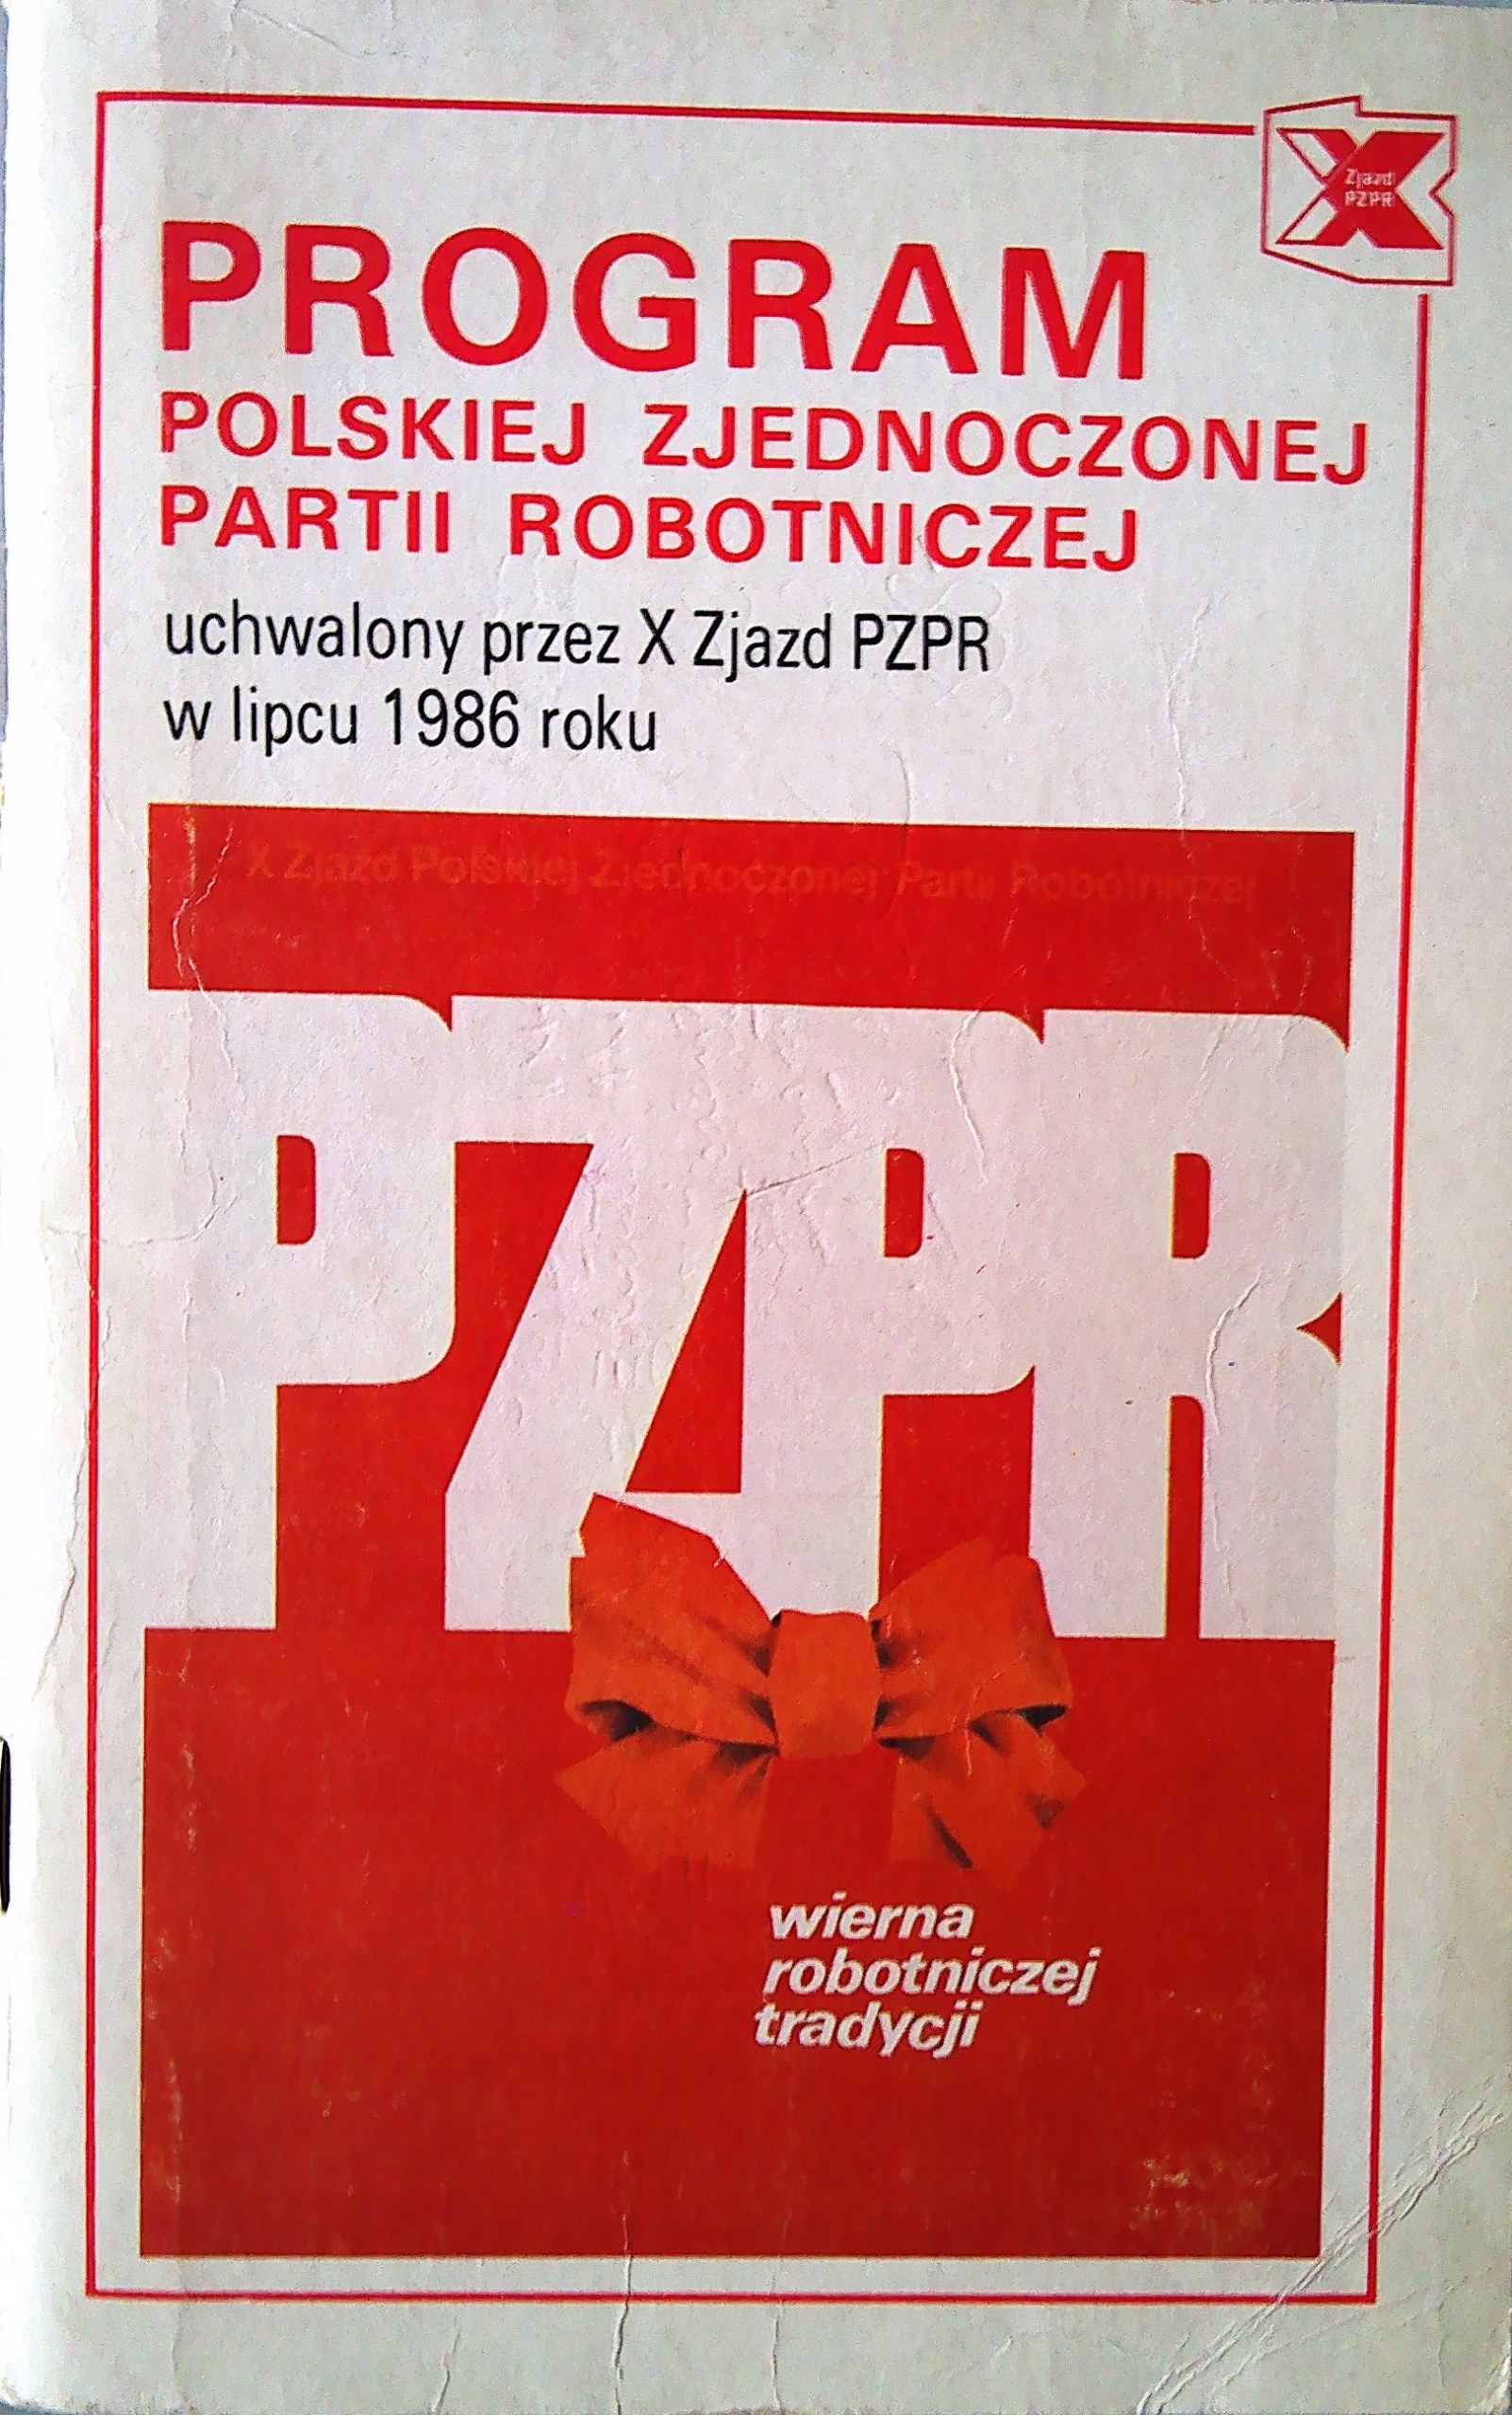 X
Zjazd
PZPR
PROGRAM
POLSKIEJ ZJEDNOCZONEJ
PARTII ROBOTNICZEJ
uchwalony przez X Zjazd PZPR
w lipcu 1986 roku
X Zjazd Polskiej Zjednoczonej Partii Robotniczej
PZPR
wierna
robotniczej
tradycji